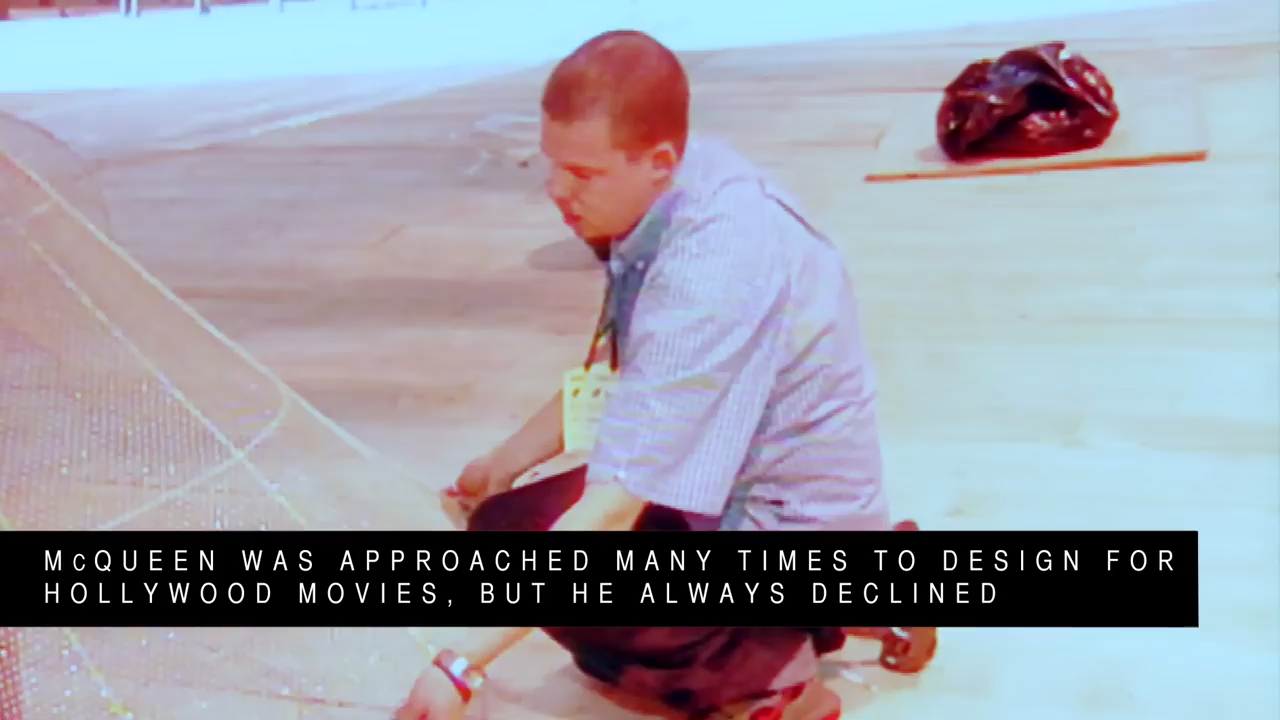 McQUEEN WAS APPROACHED MANY TIMES TO DESIGN FOR
HOLLYWOOD MOVIES, BUT HE ALWAYS DECLINED